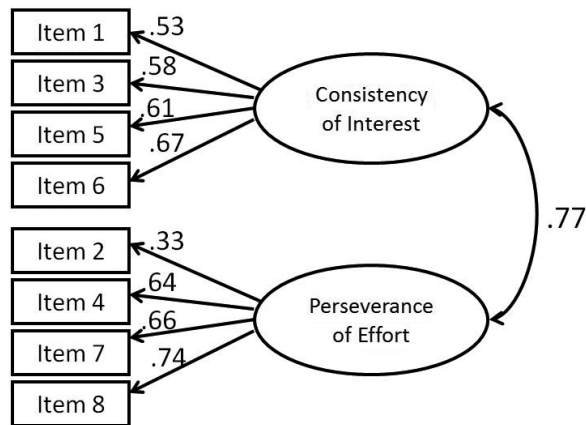 Item 1
.53
Item 3
.58
Item 5
.61
Item 6
.67
Consistency
of Interest
.77
Item 2
.33
Item 4
.64
Item 7
.66
Item 8
.74
Perseverance
of Effort